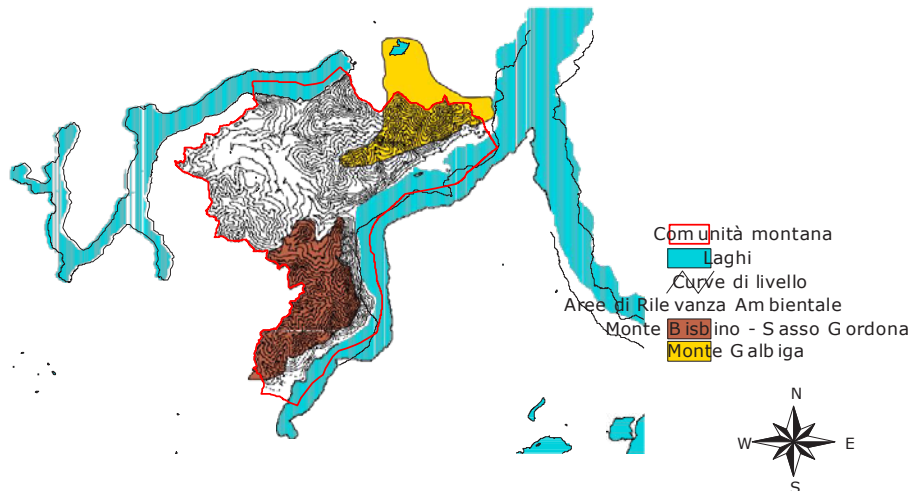 Comunità montana
Laghi
Curve di livello
Aree di Rilevanza Ambientale
Monte Bisbino - Sasso Gordona
Monte Galbiga
N
W E
S